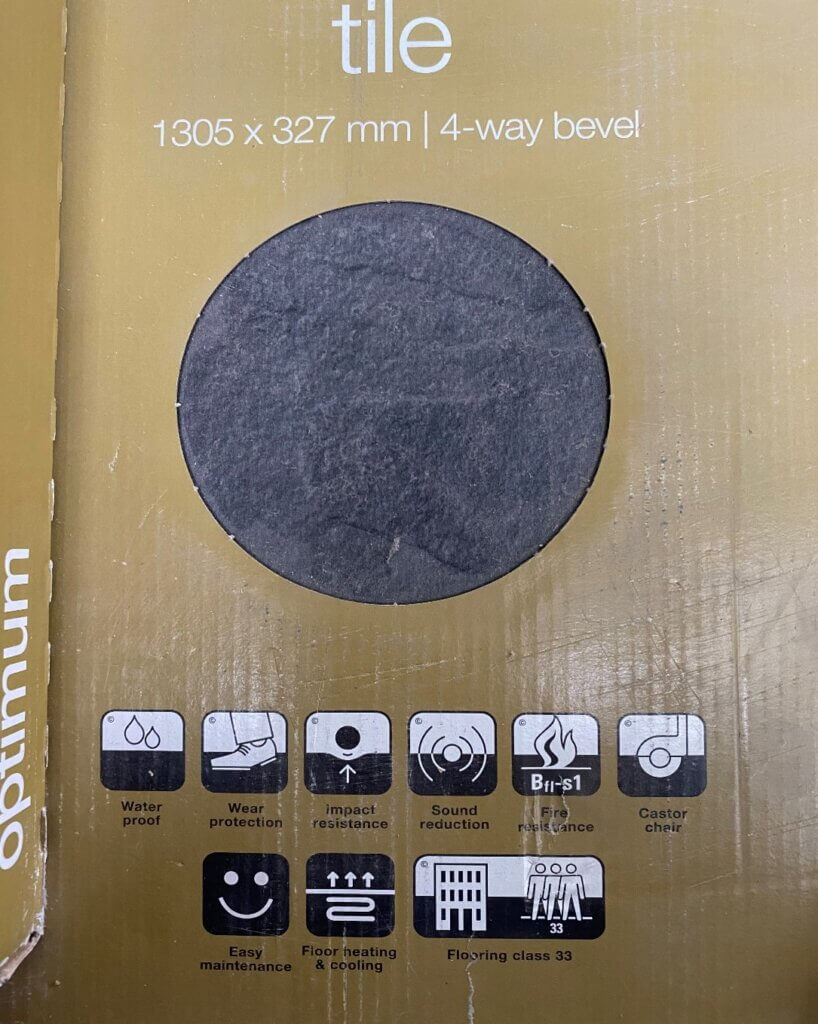 tile
1305 x 327 mm | 4-way bevel
optimum
Bfl-s1
Water
proof
Wear
protection
impact
resistance
Sound
reduction
Fire
resistance
Castor
chair
33
Easy
maintenance
Floor heating
& cooling
Flooring class 33